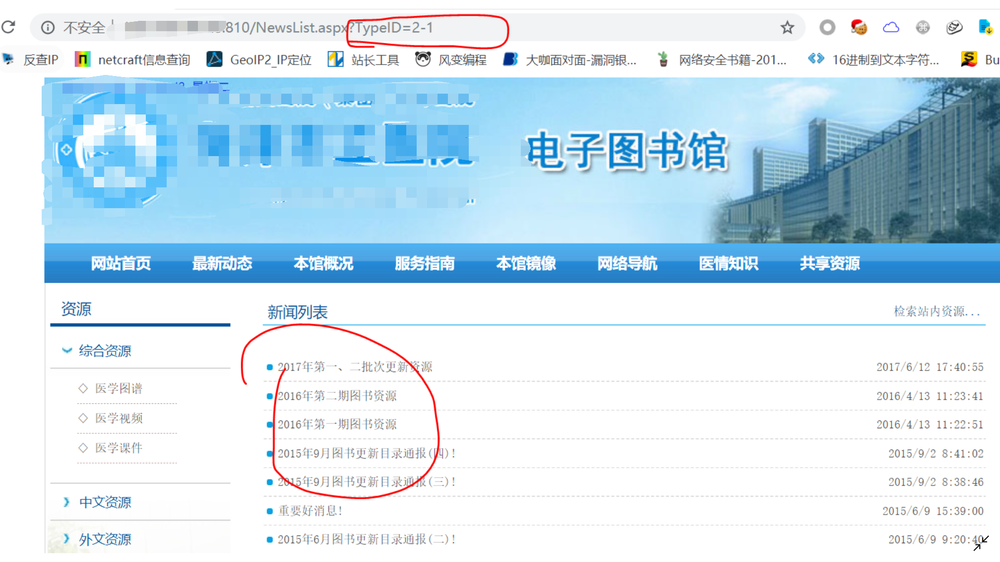 不安全 .810/NewsList.aspx?TypeID=2-1
反查IP netcraft信息查询 GeoIP2_IP定位 站长工具 风变编程 大咖面对面-漏洞银... 网络安全书籍-201... 16进制到文本字符... Bu
电子图书馆
网站首页 最新动态 本馆概况 服务指南 本馆镜像 网络导航 医情知识 共享资源
资源
综合资源
医学图谱
医学视频
医学课件
中文资源
外文资源
新闻列表 检索站内资源...
2017年第一、二批次更新资源 2017/6/12 17:40:55
2016年第二期图书资源 2016/4/13 11:23:41
2016年第一期图书资源 2016/4/13 11:22:51
2015年9月图书更新目录通报(四)! 2015/9/2 8:41:02
2015年9月图书更新目录通报(三)! 2015/9/2 8:38:46
重要好消息! 2015/6/9 15:39:00
2015年6月图书更新目录通报(二)! 2015/6/9 9:20:40